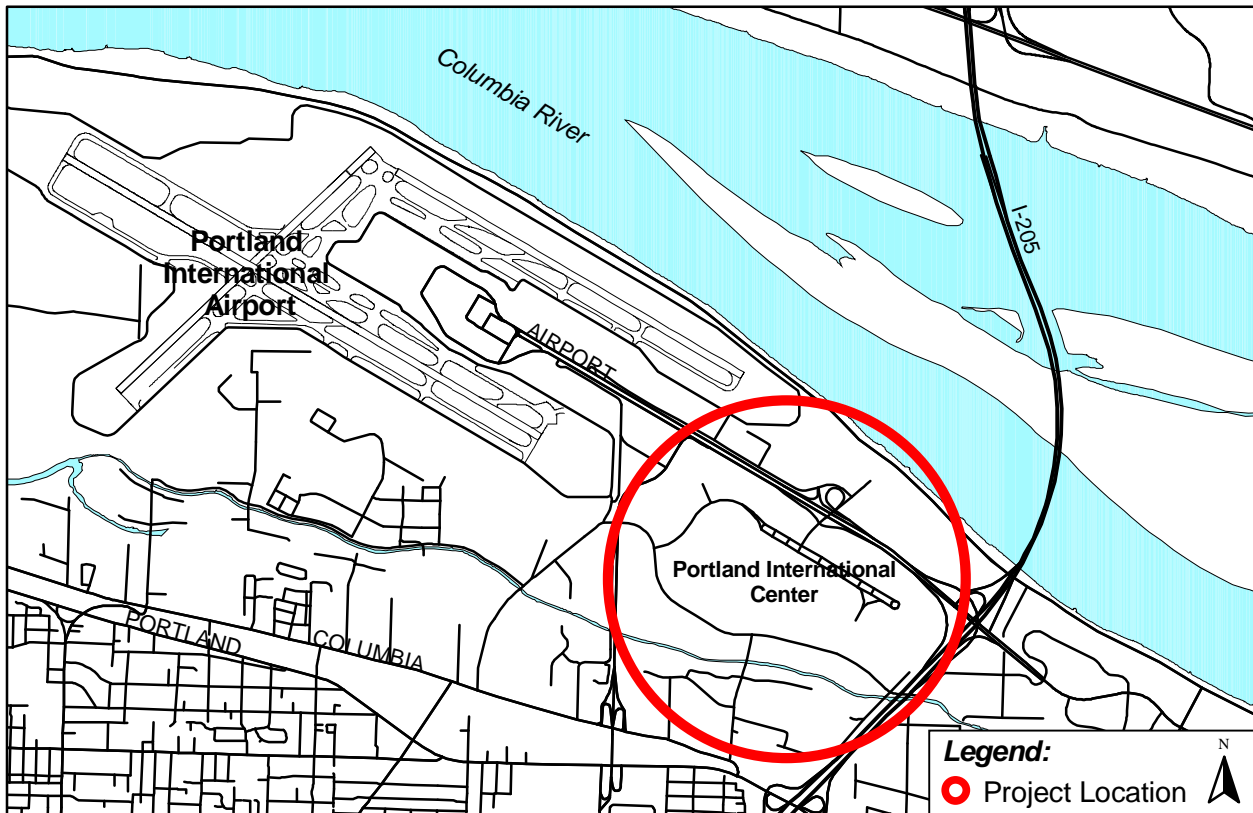 Columbia River
I-205
Portland
International
Airport
AIRPORT
Portland International
Center
PORTLAND
COLUMBIA
Legend:
Project Location
N